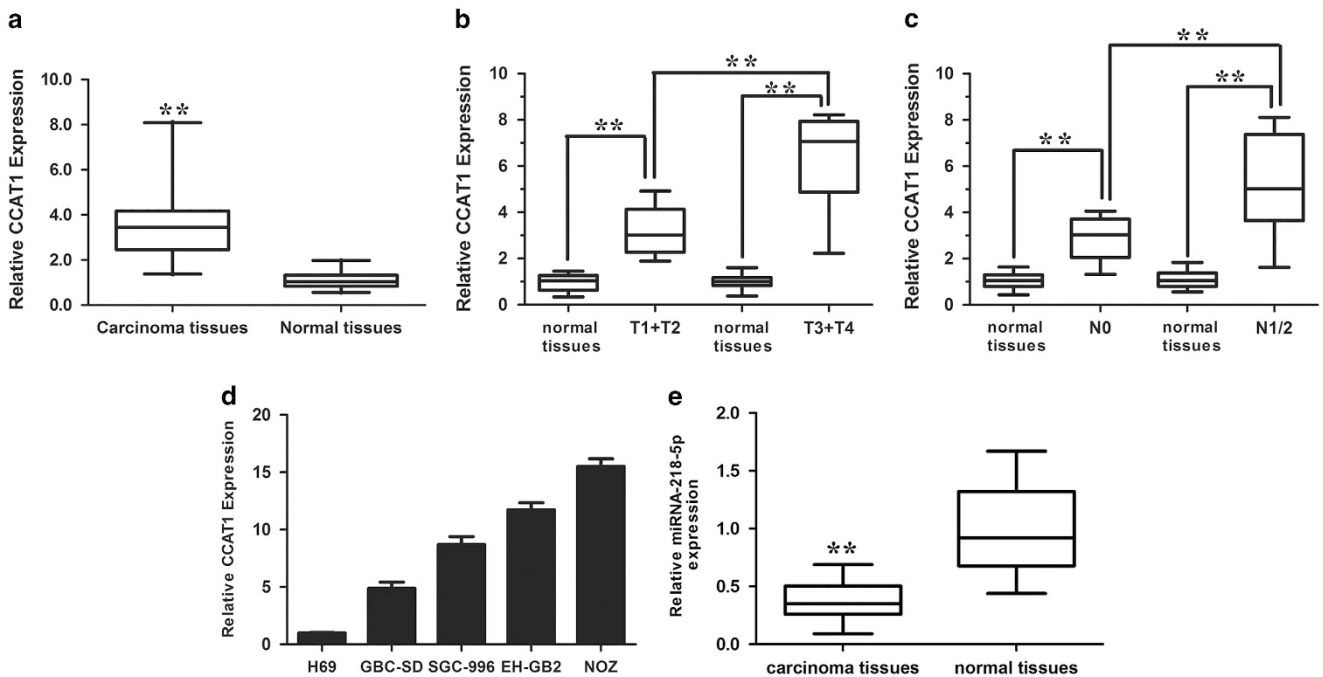 a
Relative CCAT1 Expression
10.0
8.0
6.0
4.0
2.0
0.0
**
Carcinoma tissues
Normal tissues
b
Relative CCAT1 Expression
10
8
6
4
2
0
**
**
**
normal
tissues
T1+T2
normal
tissues
T3+T4
c
Relative CCAT1 Expression
10
8
6
4
2
0
**
**
**
normal
tissues
N0
normal
tissues
N1/2
d
Relative CCAT1 Expression
20
15
10
5
0
H69
GBC-SD
SGC-996
EH-GB2
NOZ
e
Relative miRNA-218-5p
expression
2.0
1.5
1.0
0.5
0.0
**
carcinoma tissues
normal tissues